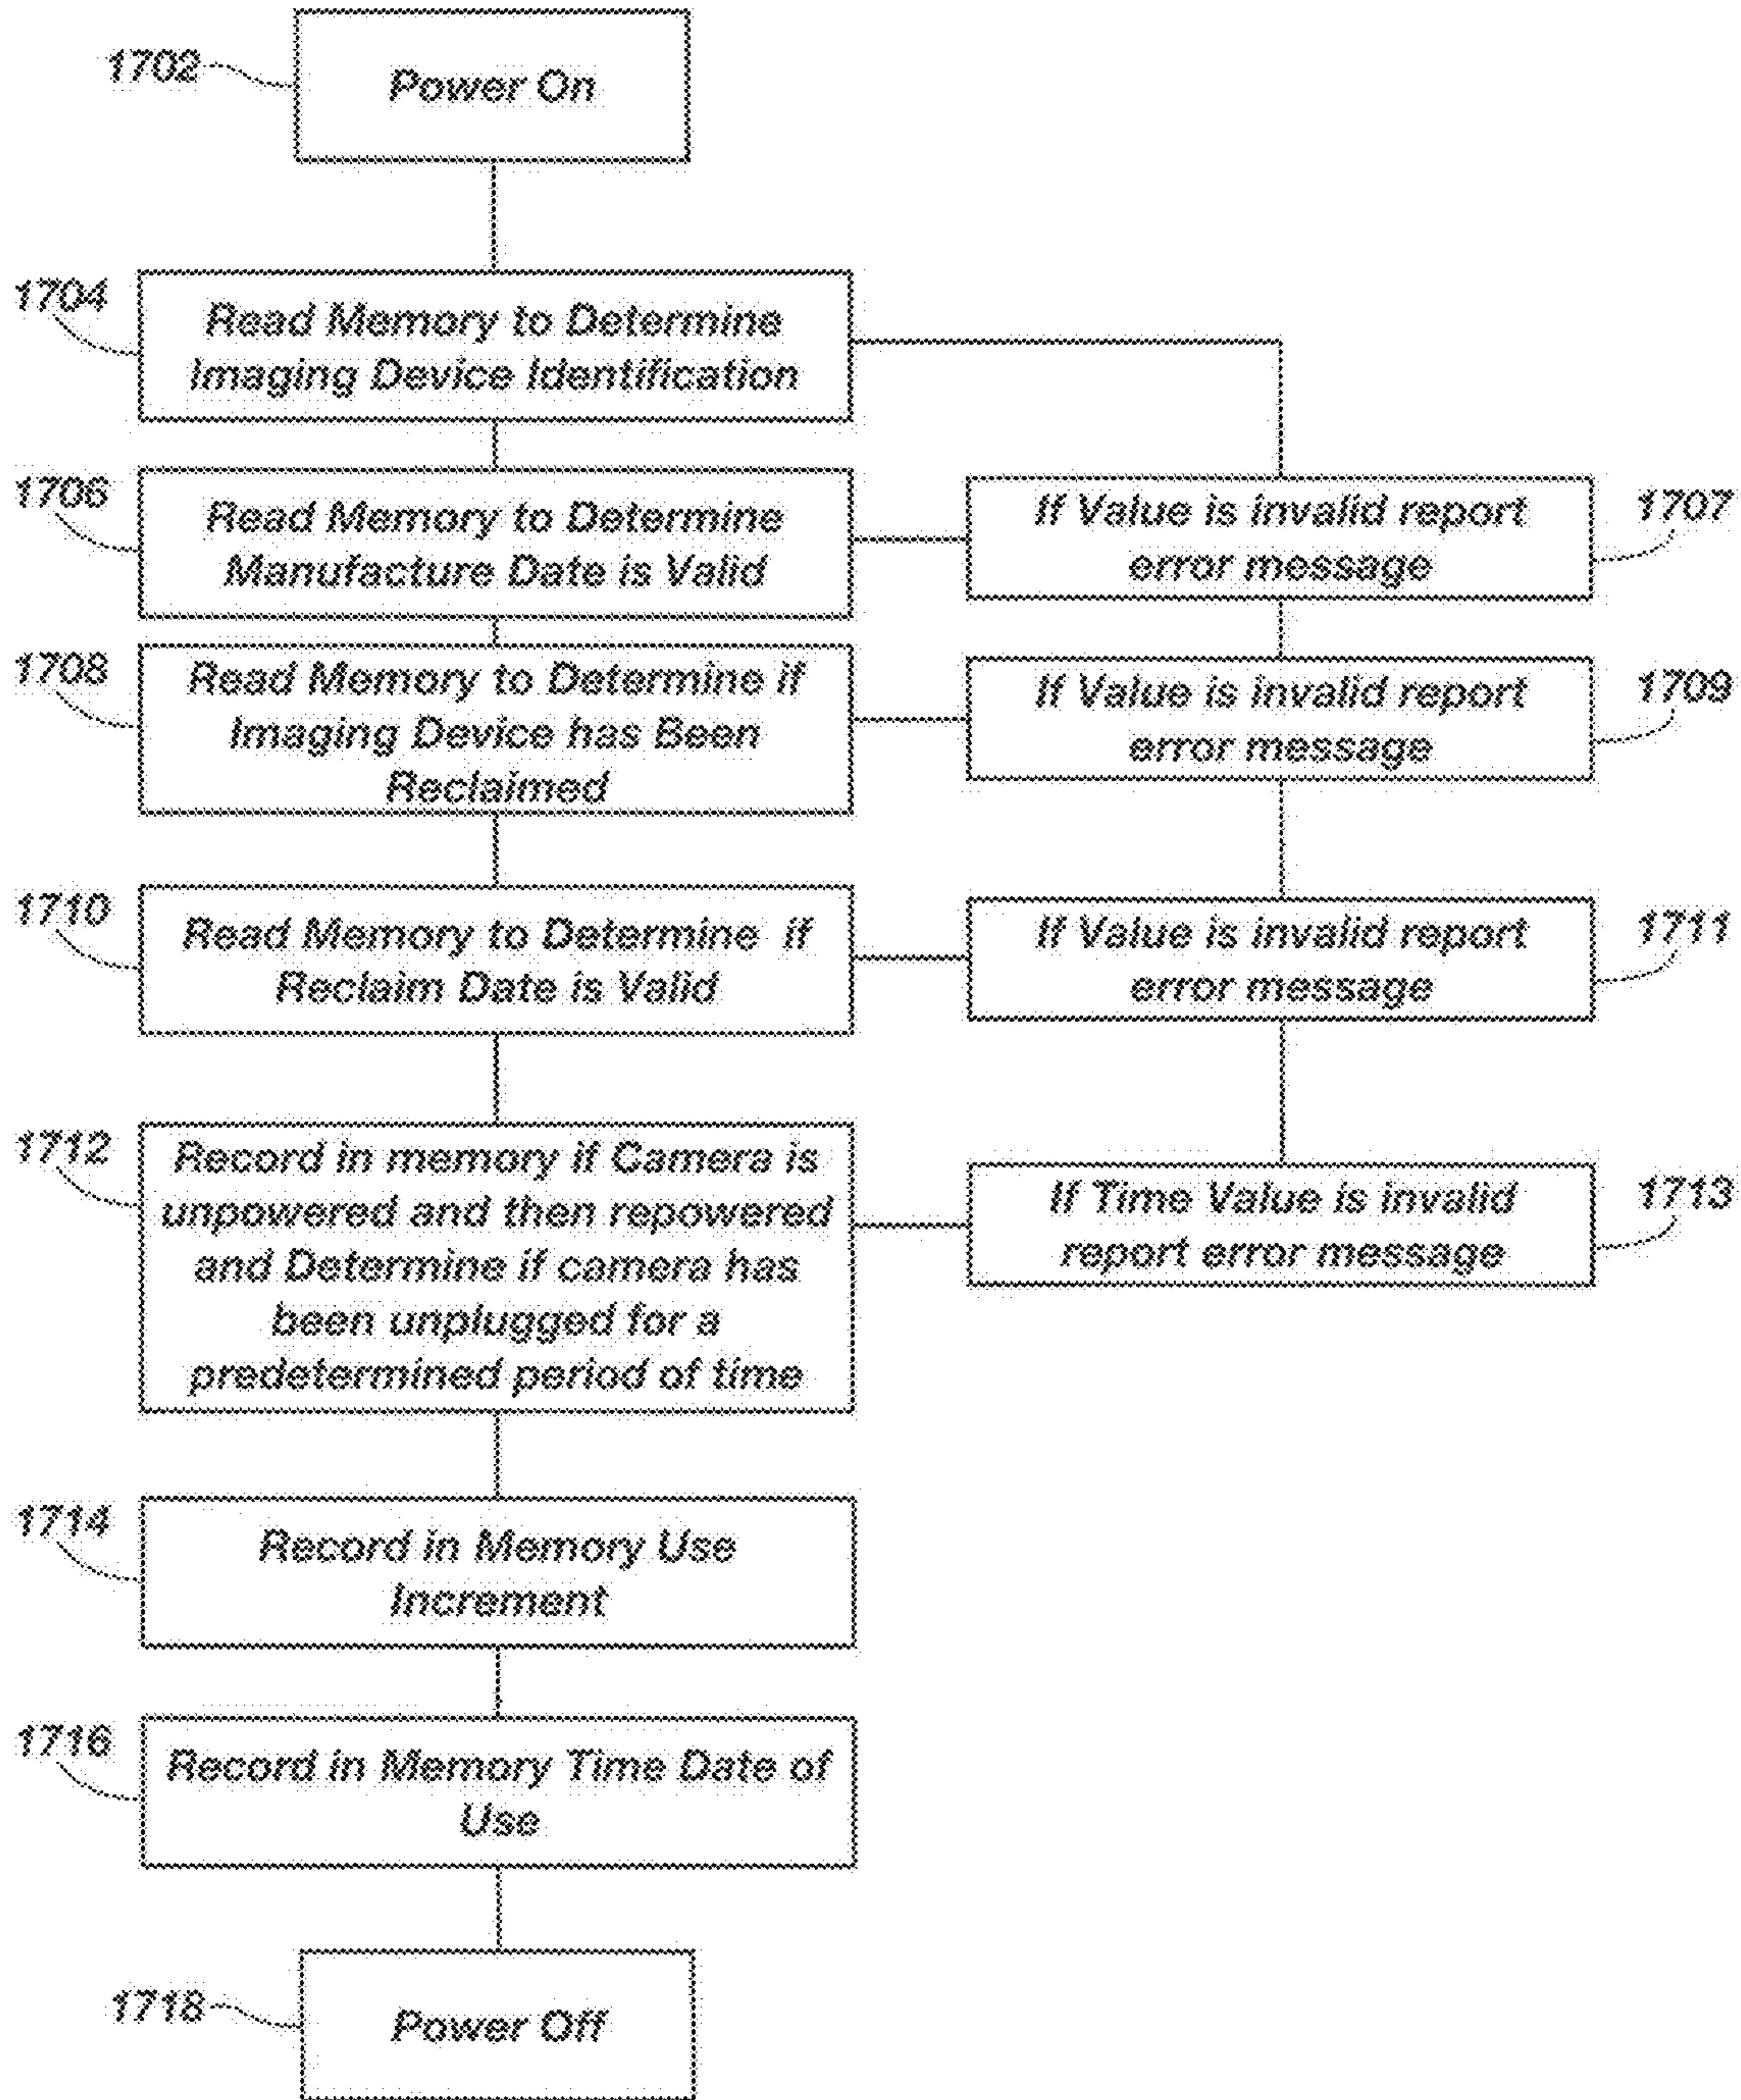 1702
Power On
1704
Read Memory to Determine
Imaging Device Identification
1706
Read Memory to Determine
Manufacture Date is Valid
If Value is invalid report
error message
1707
1708
Read Memory to Determine if
Imaging Device has Been
Reclaimed
If Value is invalid report
error message
1709
1710
Read Memory to Determine if
Reclaim Date is Valid
If Value is invalid report
error message
1711
1712
Record in memory if Camera is
unpowered and then repowered
and Determine if camera has
been unplugged for a
predetermined period of time
If Time Value is invalid
report error message
1713
1714
Record in Memory Use
Increment
1716
Record in Memory Time Date of
Use
1718
Power Off